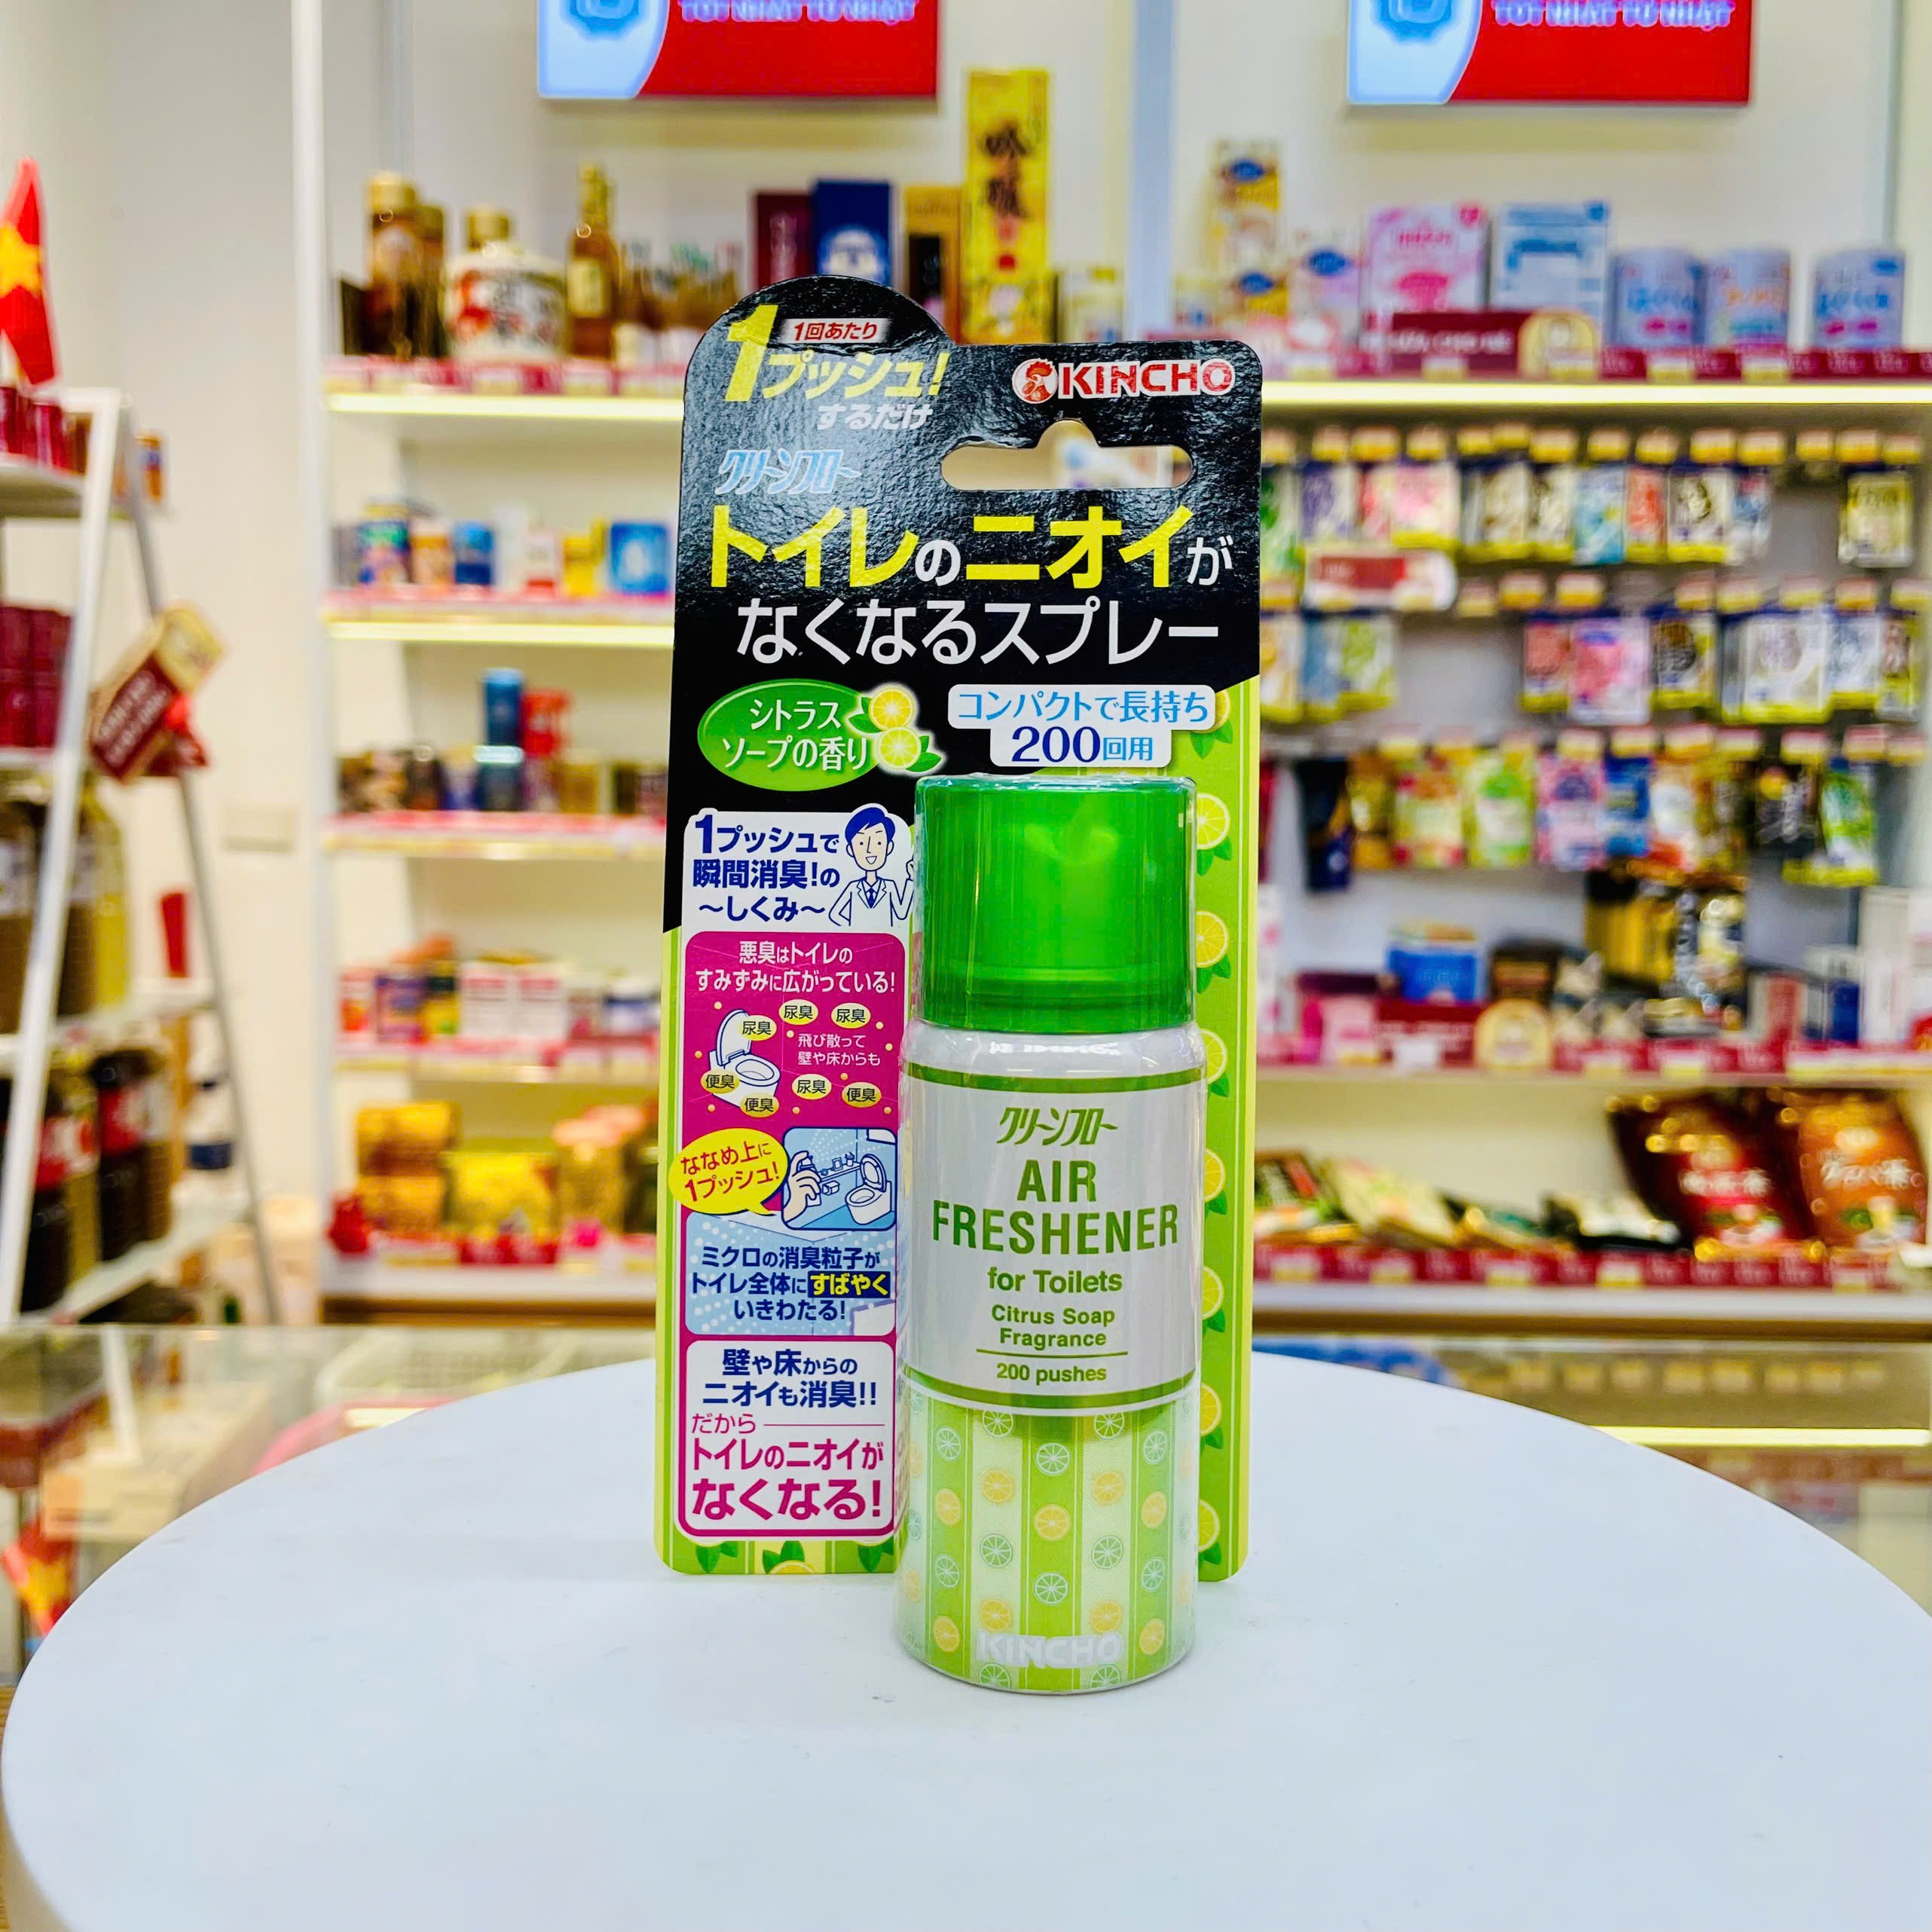 TỐT NHẤT TỪ NHẬT
TỐT NHẤT TỪ NHẬT
1回あたり
1プッシュ!
するだけ
KINCHO
クリーンフロー
トイレのニオイが
なくなるスプレー
シトラス
ソープの香り
コンパクトで長持ち
200回用
1プッシュで
瞬間消臭!の
〜しくみ〜
悪臭はトイレの
すみずみに広がっている!
尿臭
尿臭
尿臭
飛び散って
壁や床からも
便臭
尿臭
便臭
便臭
ななめ上に
1プッシュ!
ミクロの消臭粒子が
トイレ全体にすばやく
いきわたる!
壁や床からの
ニオイも消臭!!
だから
トイレのニオイが
なくなる!
クリーンフロー
AIR
FRESHENER
for Toilets
Citrus Soap
Fragrance
200 pushes
KINCHO